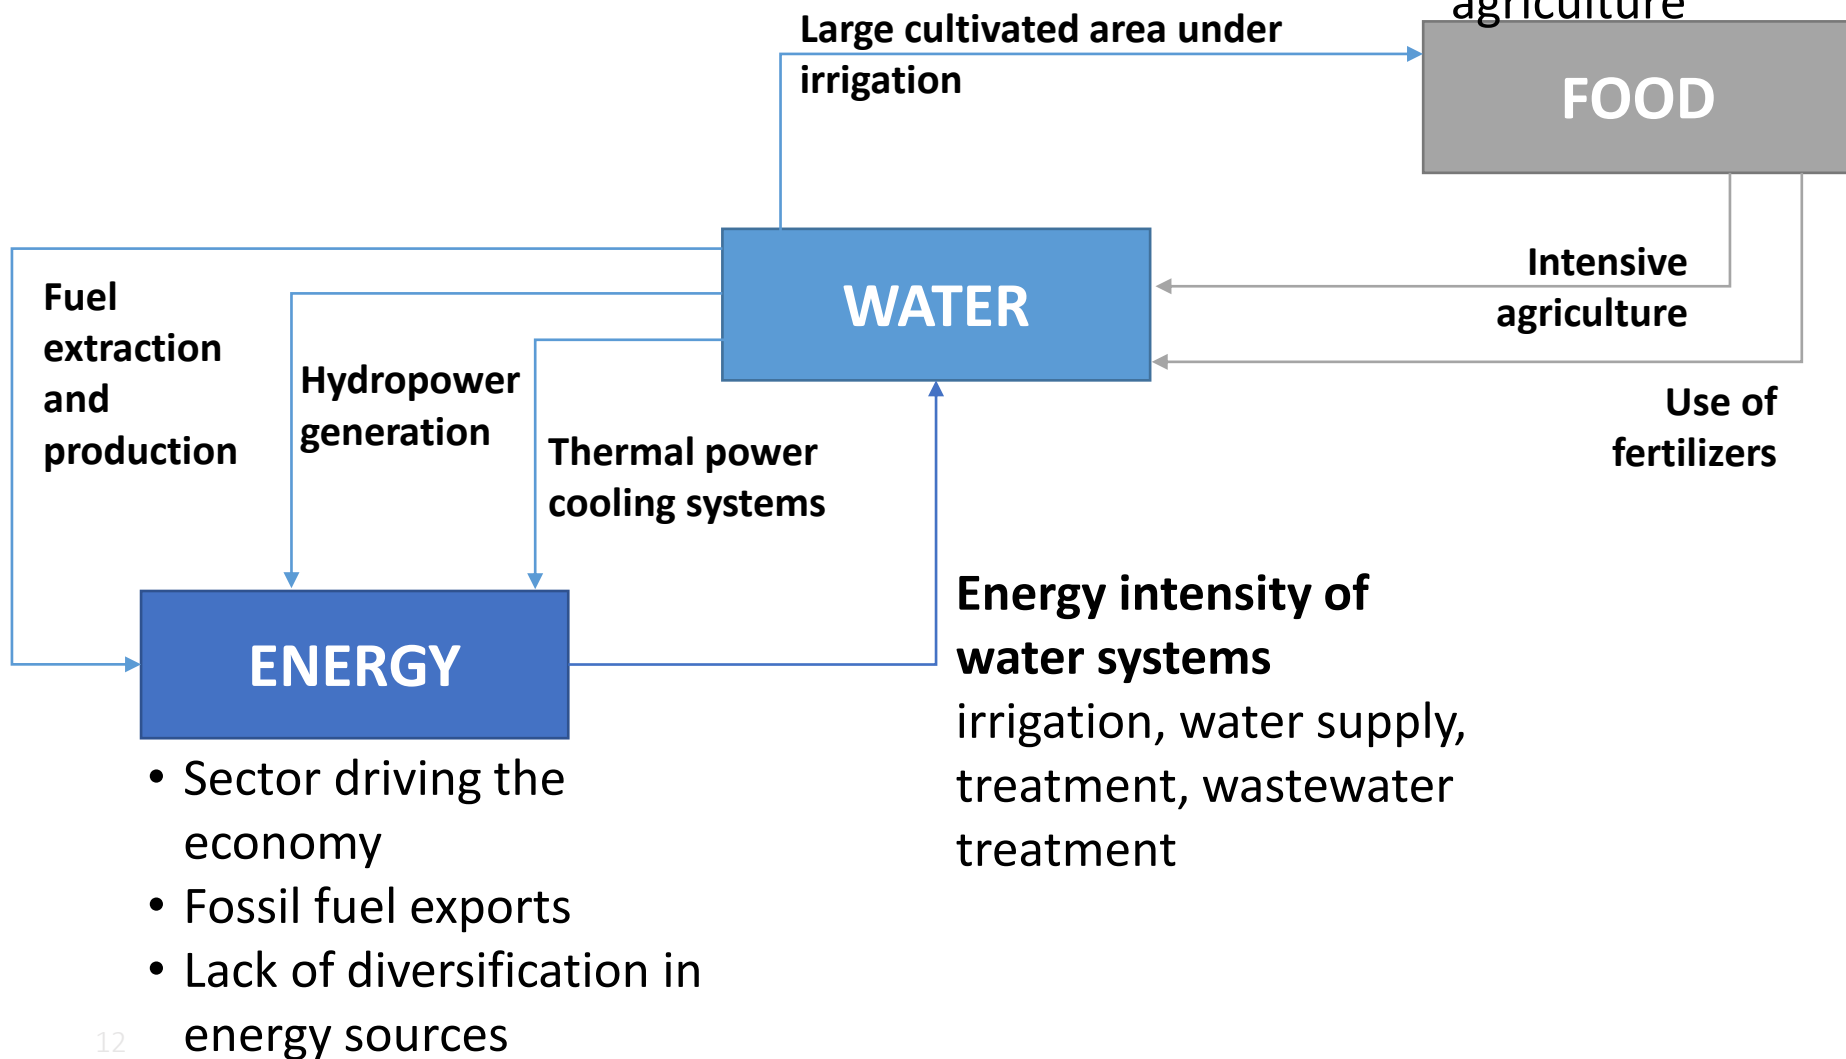 agriculture
Large cultivated area under
irrigation
FOOD
WATER
Intensive
agriculture
Fuel
extraction
and
production
Hydropower
generation
Thermal power
cooling systems
Use of
fertilizers
ENERGY
Energy intensity of
water systems
irrigation, water supply,
treatment, wastewater
treatment
• Sector driving the
economy
• Fossil fuel exports
• Lack of diversification in
energy sources
12